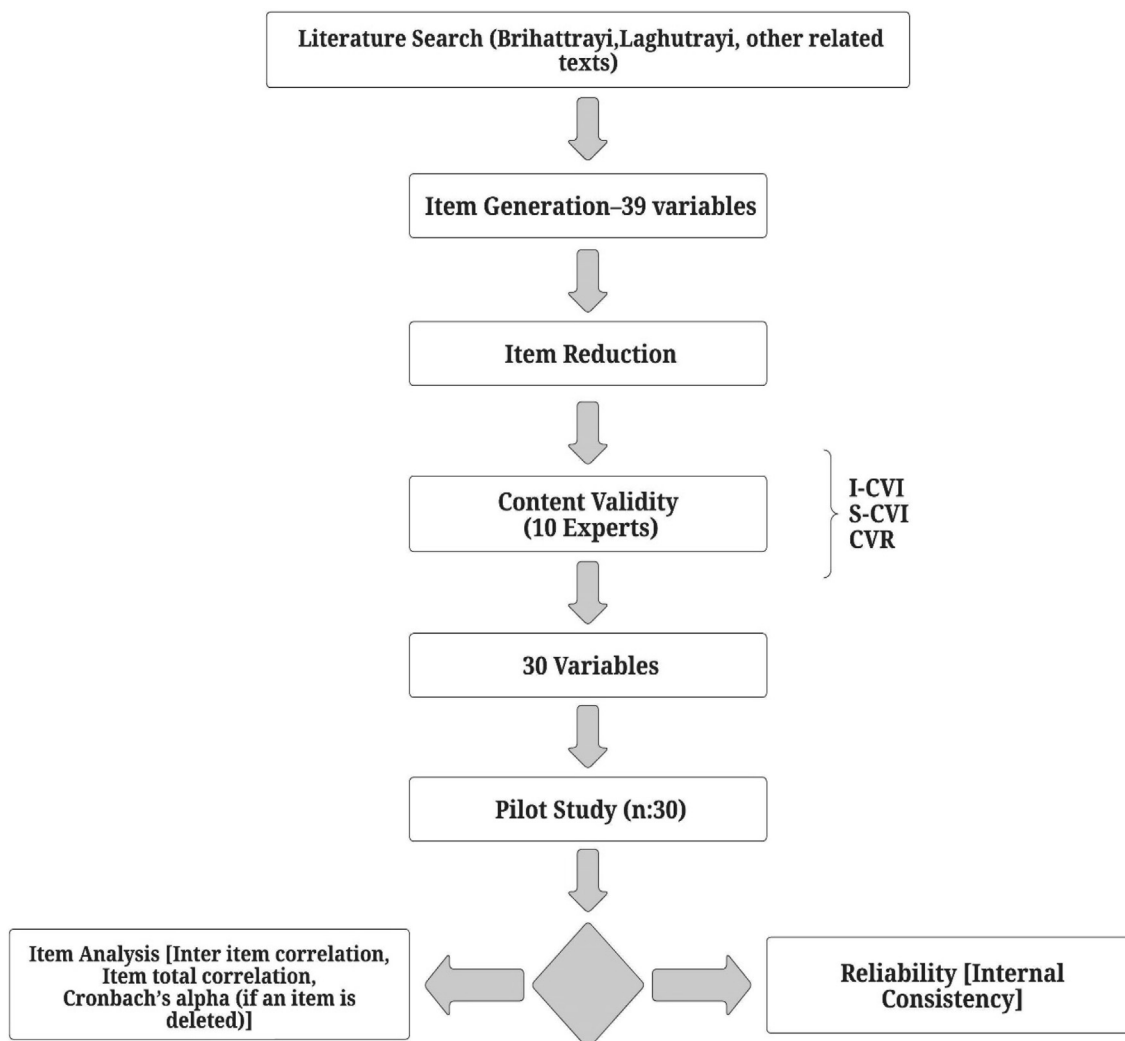 Literature Search (Brihattrayi,Laghutrayi, other related
texts)
Item Generation–39 variables
Item Reduction
Content Validity
(10 Experts)
I-CVI
S-CVI
CVR
30 Variables
Pilot Study (n:30)
Item Analysis [Inter item correlation,
Item total correlation,
Cronbach’s alpha (if an item is
deleted)]
Reliability [Internal
Consistency]